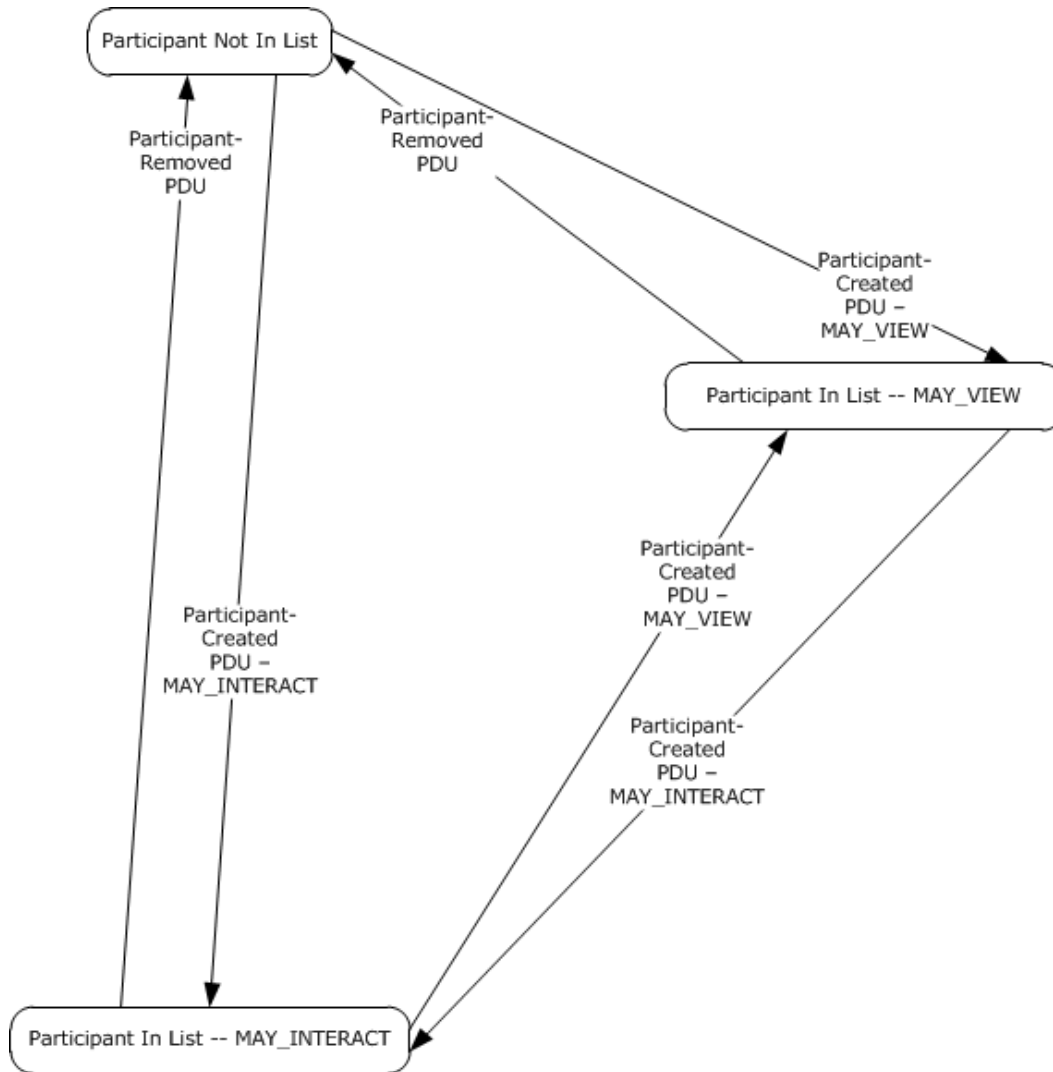 Participant Not In List
Participant-
Removed
PDU
Participant-
Removed
PDU
Participant-
Created
PDU –
MAY_VIEW
Participant In List -- MAY_VIEW
Participant-
Created
PDU –
MAY_VIEW
Participant-
Created
PDU –
MAY_INTERACT
Participant-
Created
PDU –
MAY_INTERACT
Participant In List -- MAY_INTERACT